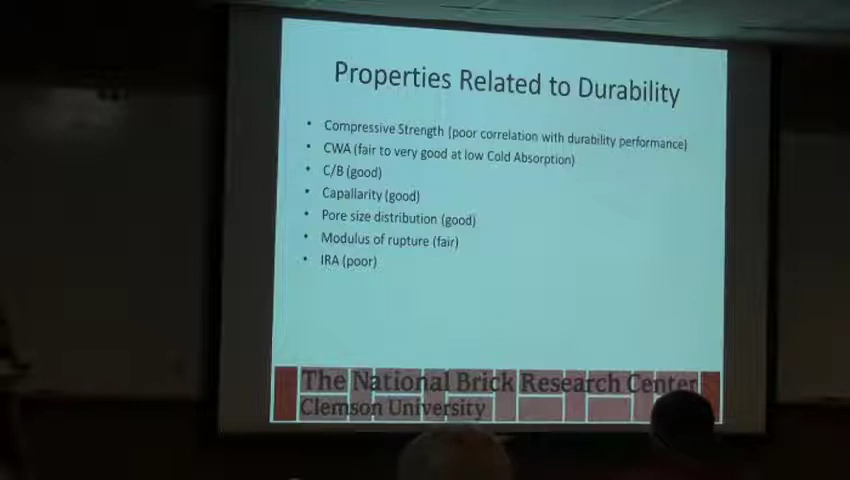 Properties Related to Durability
• Compressive Strength (poor correlation with durability performance)
• CWA (fair to very good at low Cold Absorption)
• C/B (good)
• Capallarity (good)
• Pore size distribution (good)
• Modulus of rupture (fair)
• IRA (poor)
The National Brick Research Center
Clemson University